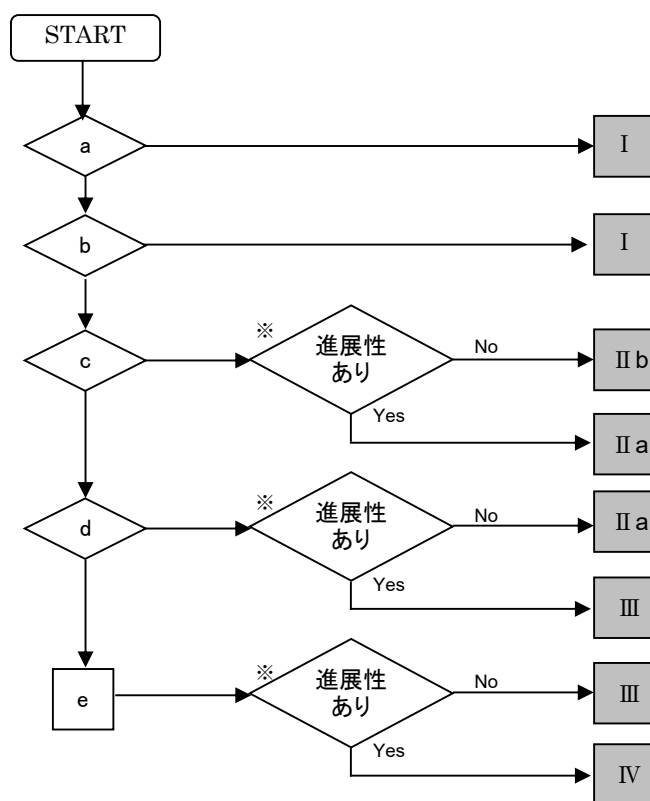 START
a
Ⅰ
b
Ⅰ
※
c
進展性
あり
No
Ⅱb
Yes
Ⅱa
※
d
進展性
あり
No
Ⅱa
Yes
Ⅲ
※
e
進展性
あり
No
Ⅲ
Yes
Ⅳ